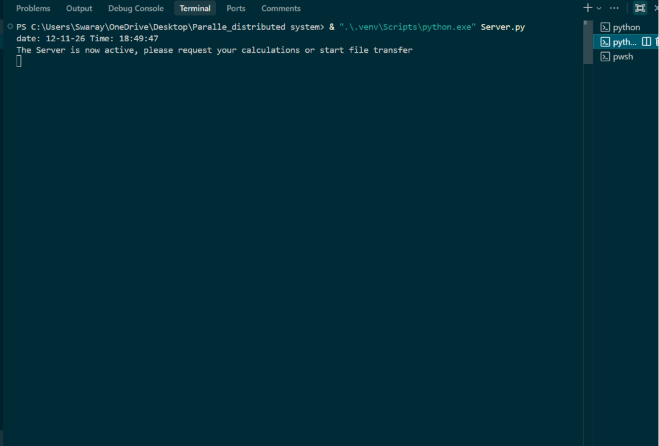 Problems Output Debug Console Terminal Ports Comments
PS C:\Users\Swaray\OneDrive\Desktop\Paralle_distributed system> & ".\.venv\Scripts\python.exe" Server.py
date: 12-11-26 Time: 18:49:47
The Server is now active, please request your calculations or start file transfer
python
pyth...
pwsh